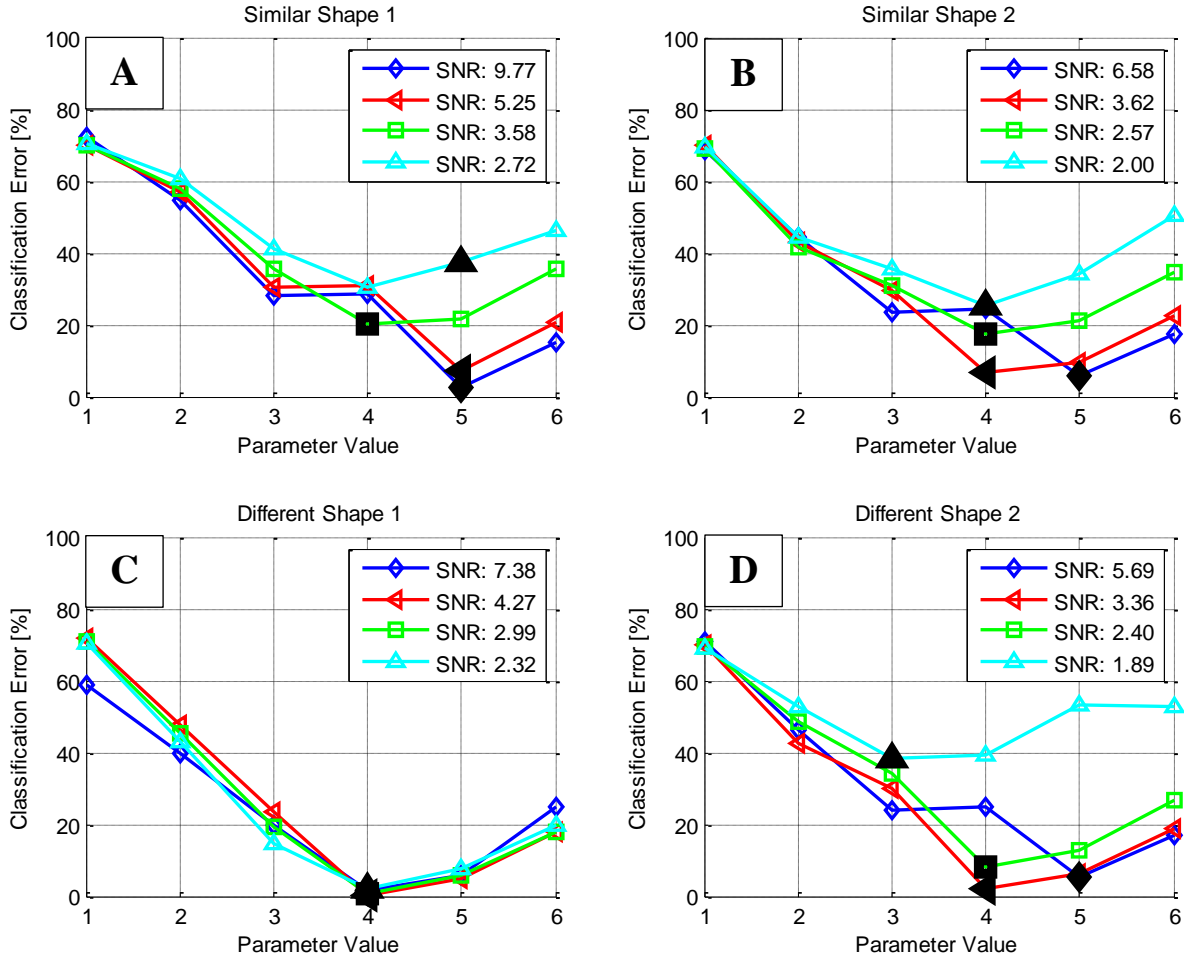 Similar Shape 1
A
SNR: 9.77
SNR: 5.25
SNR: 3.58
SNR: 2.72
100
80
60
40
20
0
Classification Error [%]
1 2 3 4 5 6
Parameter Value
Similar Shape 2
B
SNR: 6.58
SNR: 3.62
SNR: 2.57
SNR: 2.00
100
80
60
40
20
0
Classification Error [%]
1 2 3 4 5 6
Parameter Value
Different Shape 1
C
SNR: 7.38
SNR: 4.27
SNR: 2.99
SNR: 2.32
100
80
60
40
20
0
Classification Error [%]
1 2 3 4 5 6
Parameter Value
Different Shape 2
D
SNR: 5.69
SNR: 3.36
SNR: 2.40
SNR: 1.89
100
80
60
40
20
0
Classification Error [%]
1 2 3 4 5 6
Parameter Value